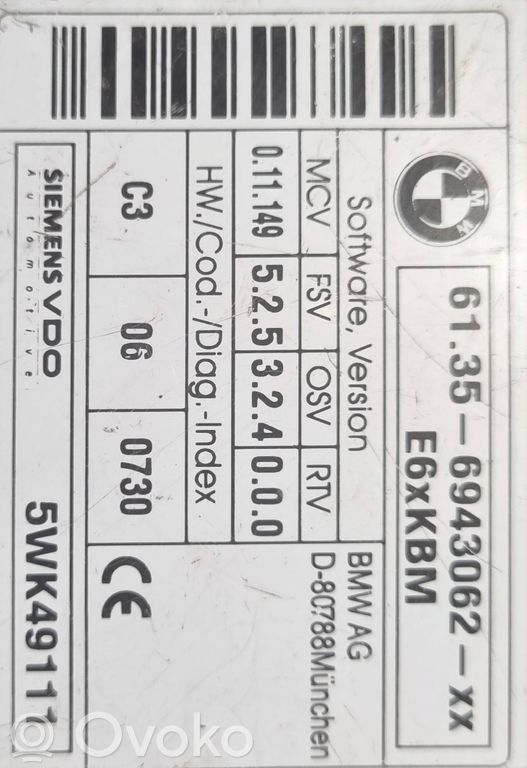 BMW
61.35-6943062-xx
E6xKBM
Software, Version
BMW AG
D-80788München
MCV FSV OSV RTV
0.11.149 5.2.5 3.2.4 0.0.0
HW./Cod.-/Diag.-Index
C3 06 0730
CE
SIEMENS VDO
Automotive
5WK49111
Ovoko